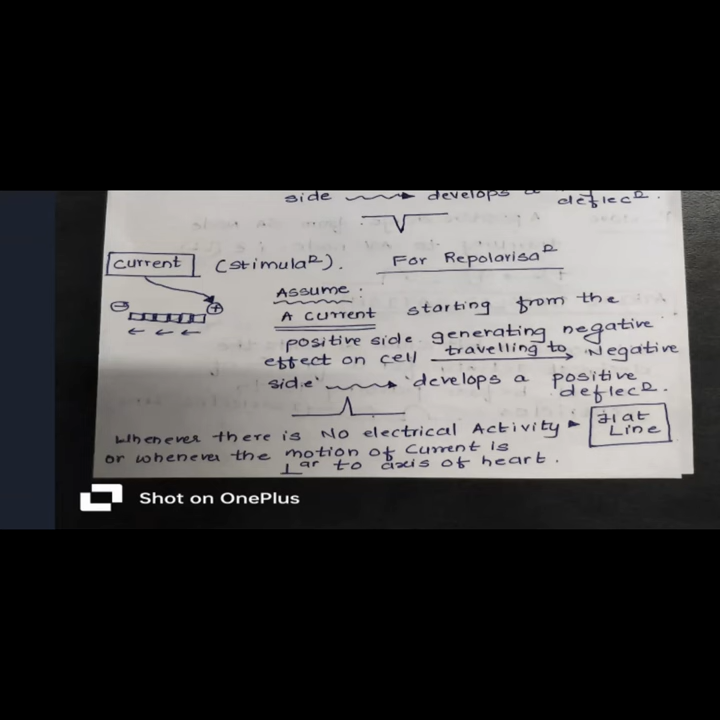 side → develops a deflecⁿ.
current (stimulaⁿ). For Repolarisaⁿ
Assume:
⊖ ⊕
A current starting from the
positive side generating negative
effect on cell travelling to Negative
side → develops a positive
deflecⁿ.
Whenever there is No electrical Activity ► Flat
Line
or whenever the motion of current is
⊥ar to axis of heart.
Shot on OnePlus